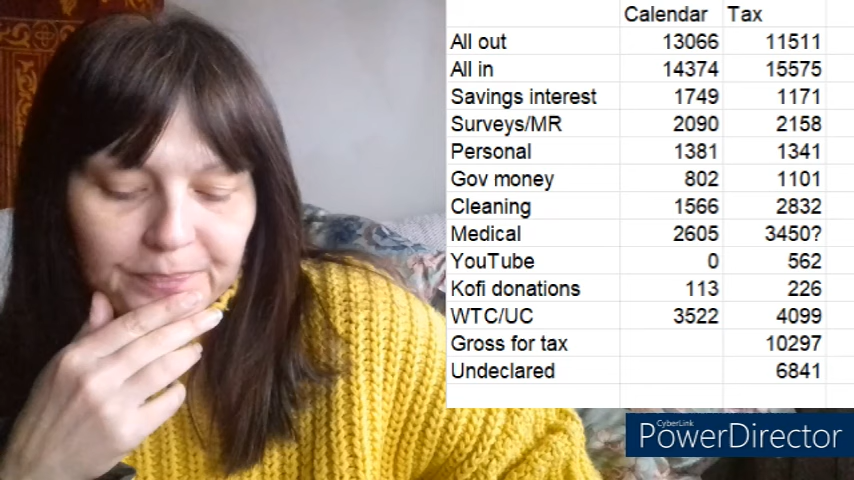 Calendar Tax
All out 13066 11511
All in 14374 15575
Savings interest 1749 1171
Surveys/MR 2090 2158
Personal 1381 1341
Gov money 802 1101
Cleaning 1566 2832
Medical 2605 3450?
YouTube 0 562
Kofi donations 113 226
WTC/UC 3522 4099
Gross for tax 10297
Undeclared 6841
CyberLink
PowerDirector